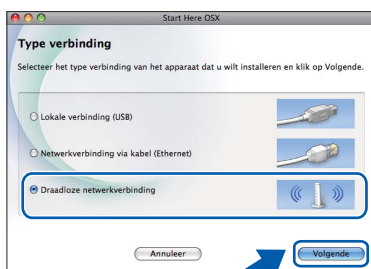 Start Here OSX
Type verbinding
Selecteer het type verbinding van het apparaat dat u wilt installeren en klik op Volgende.
Lokale verbinding (USB)
Netwerkverbinding via kabel (Ethernet)
Draadloze netwerkverbinding
Annuleer
Volgende